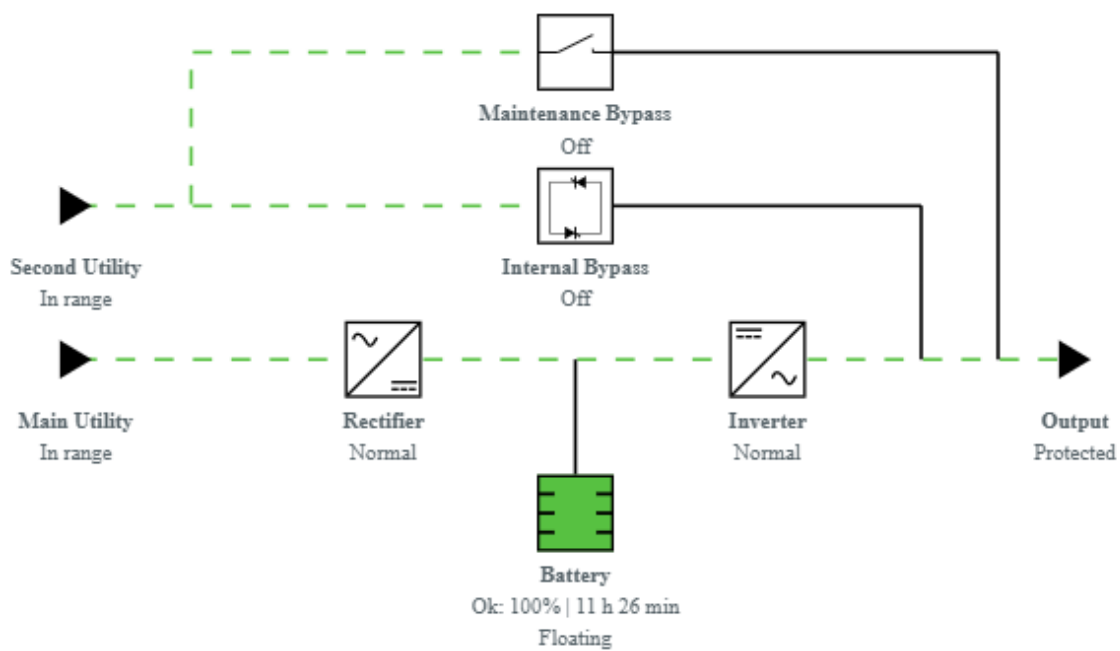 Maintenance Bypass
Off
Second Utility
In range
Internal Bypass
Off
Main Utility
In range
Rectifier
Normal
Inverter
Normal
Output
Protected
Battery
Ok: 100% | 11 h 26 min
Floating